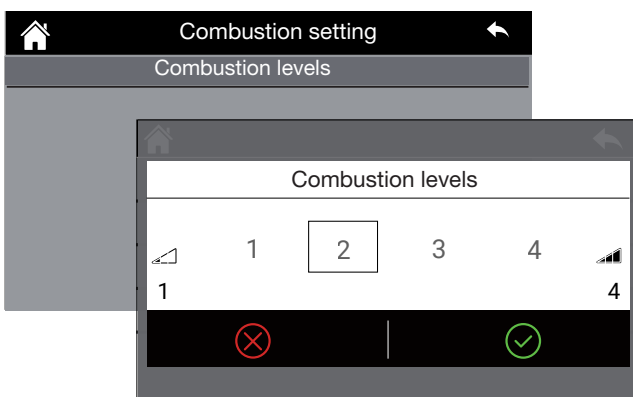 Combustion setting
Combustion levels
Combustion levels
1 2 3 4
1 4